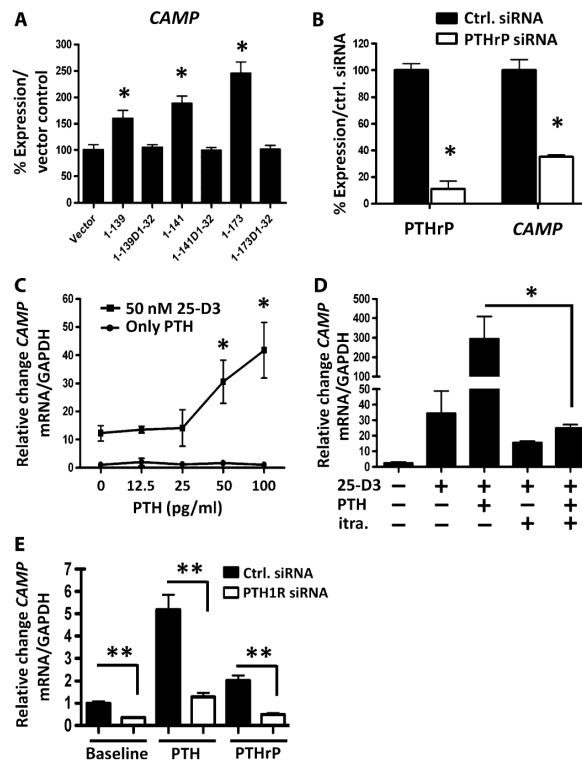 A
CAMP
% Expression/
vector control
300
250
200
150
100
50
0
*
*
*
Vector
1-139
1-139D1-32
1-141
1-141D1-32
1-173
1-173D1-32
B
Ctrl. siRNA
PTHrP siRNA
% Expression/ctrl. siRNA
120
100
80
60
40
20
0
*
*
PTHrP
CAMP
C
50 nM 25-D3
Only PTH
Relative change CAMP
mRNA/GAPDH
60
50
40
30
20
10
0
*
*
0 12.5 25 50 100
PTH (pg/ml)
D
Relative change CAMP
mRNA/GAPDH
500
400
300
200
100
50
40
30
20
10
0
*
25-D3 – + + + +
PTH – – + – +
itra. – – – + +
E
Ctrl. siRNA
PTH1R siRNA
Relative change CAMP
mRNA/GAPDH
7
6
5
4
3
2
1
0
**
**
**
Baseline PTH PTHrP